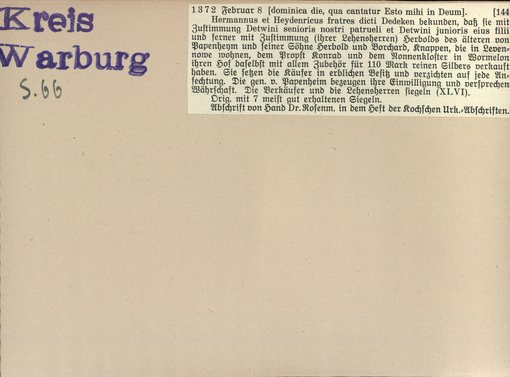 Kreis
Warburg
S. 66
1372 Februar 8 [dominica die, qua cantatur Esto mihi in Deum]. [144
Hermannus et Heydenricus fratres dicti Dedeken bekunden, daß sie mit
Zustimmung Detwini senioris nostri patrueli et Detwini junioris eius filii
und ferner mit Zustimmung (ihrer Lehensherren) Herbolds des älteren von
Papenheym und seiner Söhne Herbold und Borchard, Knappen, die in Leven-
nowe wohnen, dem Propst Konrad und dem Nonnenkloster in Wormelon
ihren Hof daselbst mit allem Zubehör für 110 Mark reinen Silbers verkauft
haben. Sie setzen die Käufer in erblichen Besitz und verzichten auf jede An-
fechtung. Die gen. v. Papenheim bezeugen ihre Einwilligung und versprechen
Währschaft. Die Verkäufer und die Lehensherren siegeln (XLVI).
Orig. mit 7 meist gut erhaltenen Siegeln.
Abschrift von Hand Dr. Rosenm. in dem Heft der Kochschen Urk.-Abschriften.